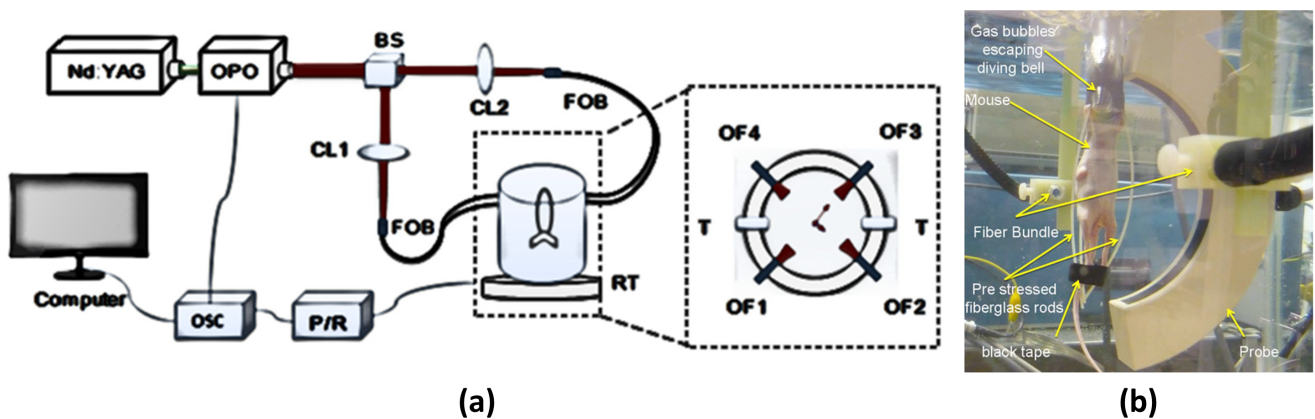 Nd:YAG
OPO
BS
CL2
FOB
CL1
FOB
Computer
OSC
P/R
RT
OF4
OF3
T
T
OF1
OF2
(a)
Gas bubbles
escaping
diving bell
Mouse
Fiber Bundle
Pre stressed
fiberglass rods
black tape
Probe
(b)